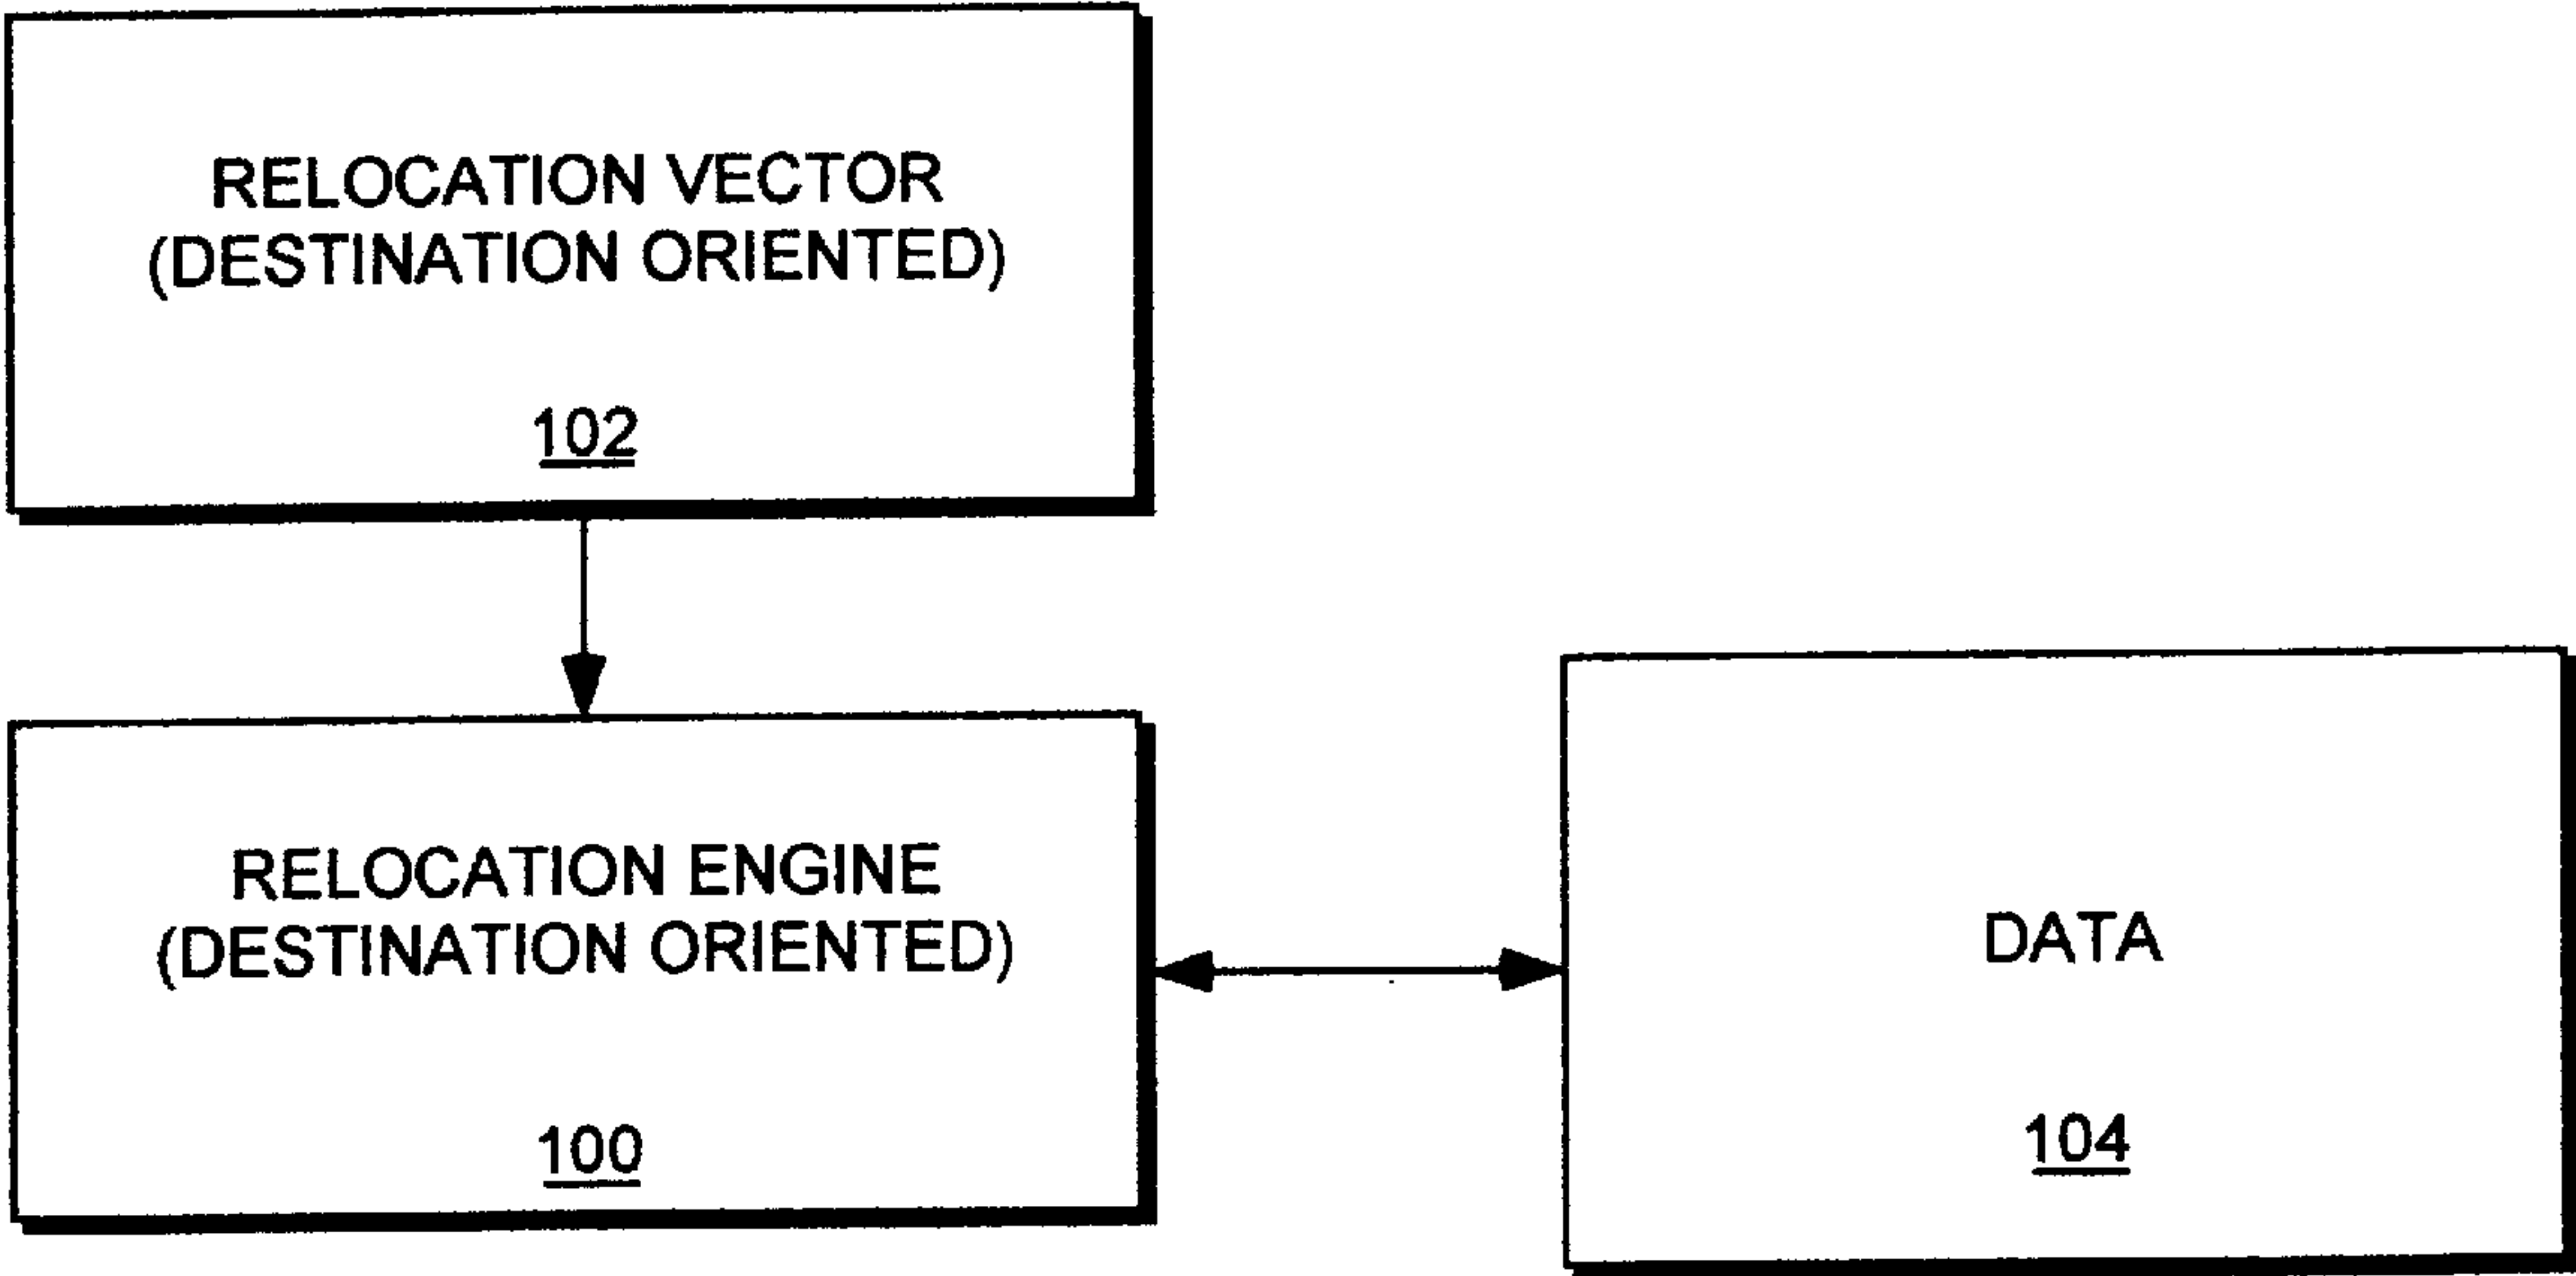 RELOCATION VECTOR
(DESTINATION ORIENTED)
102
RELOCATION ENGINE
(DESTINATION ORIENTED)
100
DATA
104